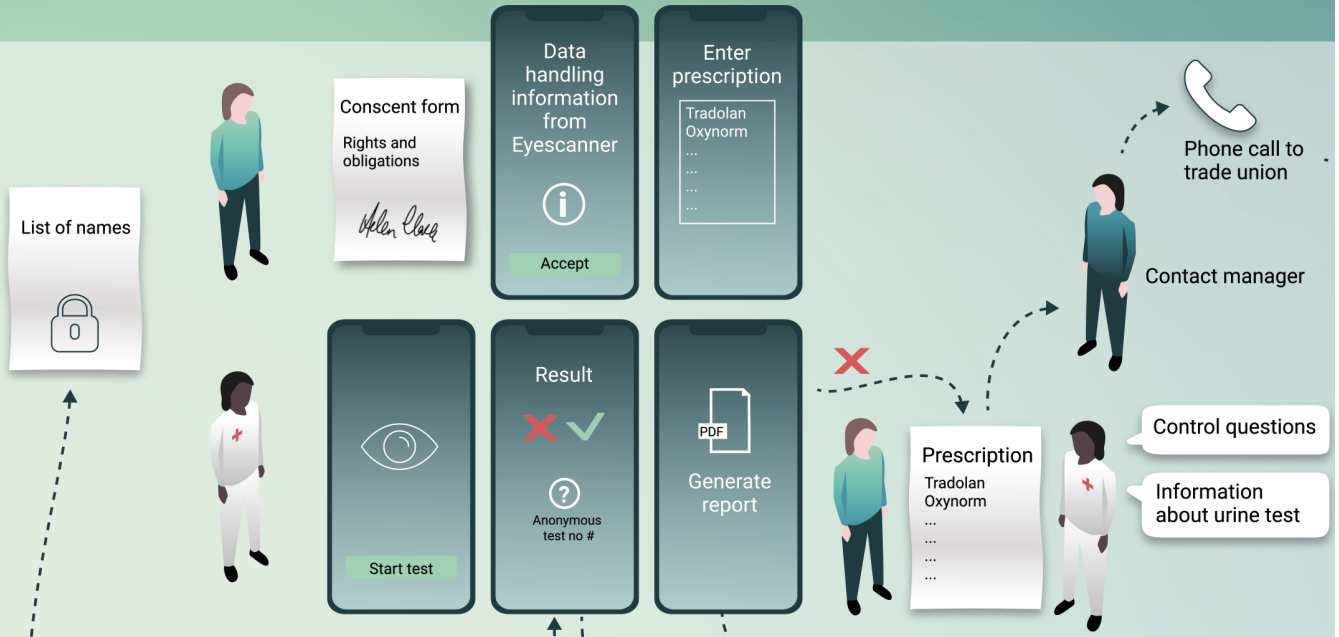 List of names
Conscent form
Rights and
obligations
Helen Clark
Data
handling
information
from
Eyescanner
Accept
Enter
prescription
Tradolan
Oxynorm
...
...
...
...
Phone call to
trade union
Contact manager
Start test
Result
?
Anonymous
test no #
PDF
Generate
report
Prescription
Tradolan
Oxynorm
...
...
...
...
Control questions
Information
about urine test